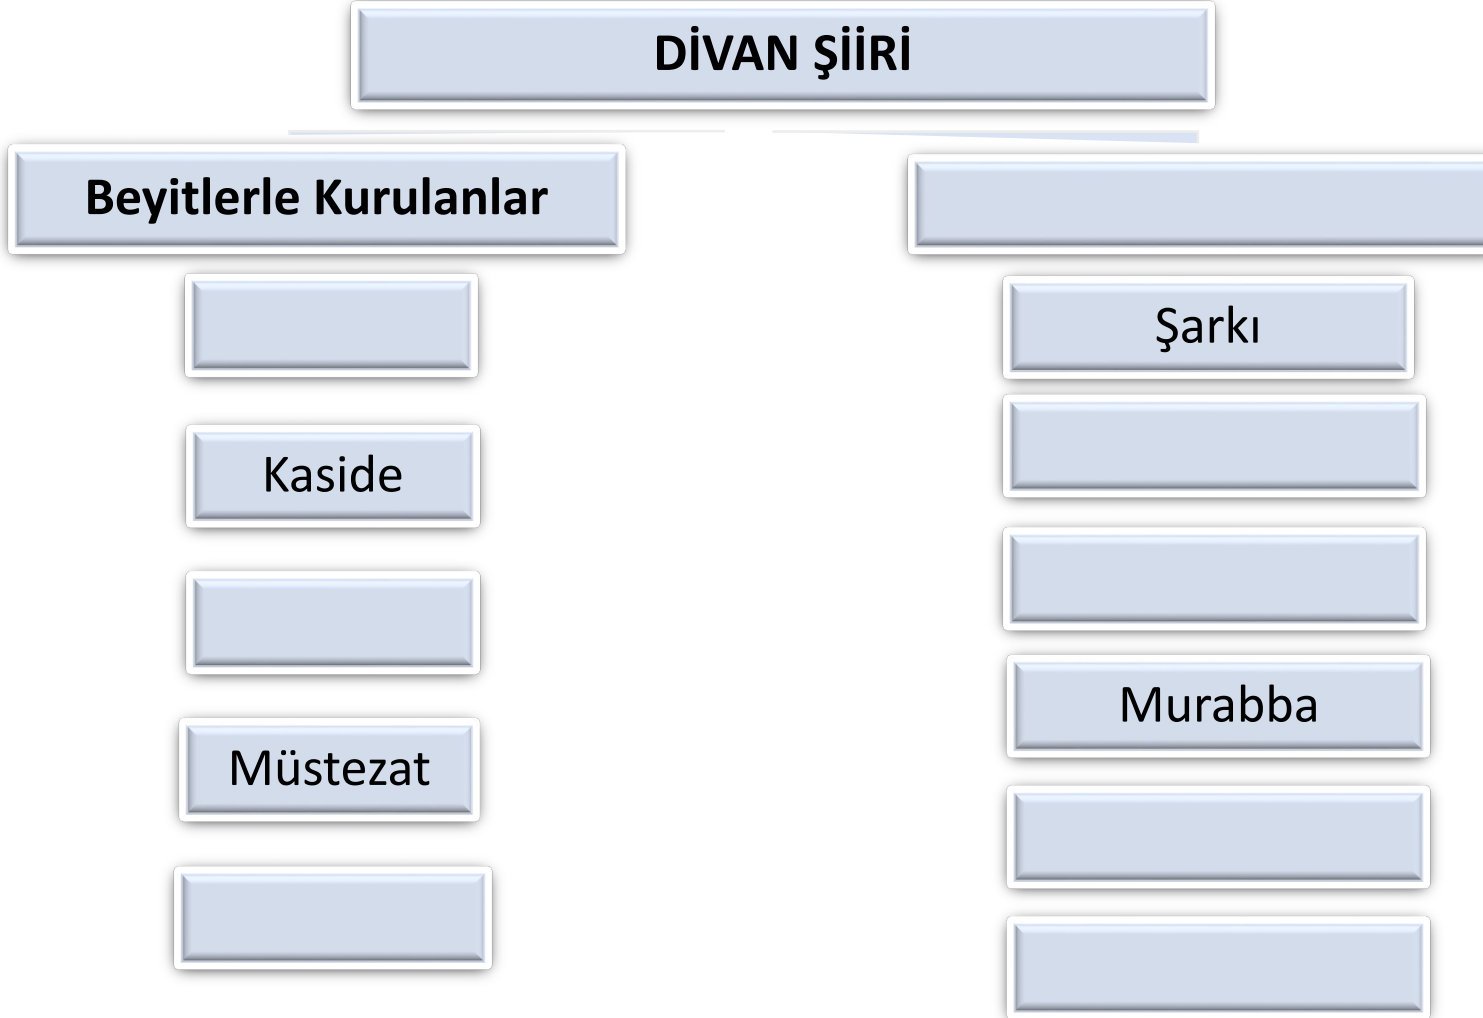 DİVAN ŞİİRİ
Beyitlerle Kurulanlar
Şarkı
Kaside
Murabba
Müstezat